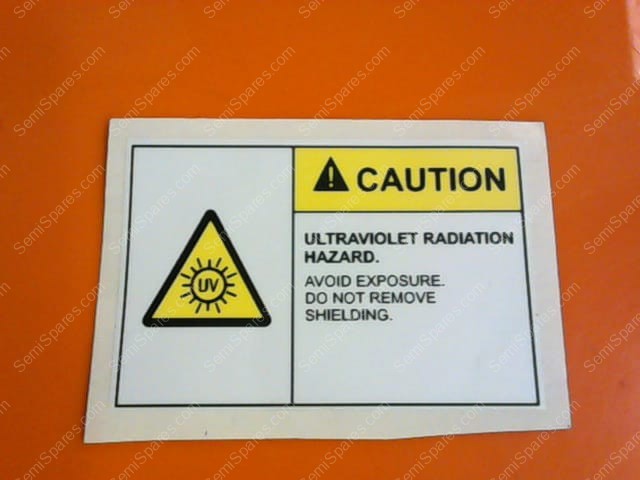 CAUTION
ULTRAVIOLET RADIATION
HAZARD.
AVOID EXPOSURE.
DO NOT REMOVE
SHIELDING.
UV
SemiSpares.com